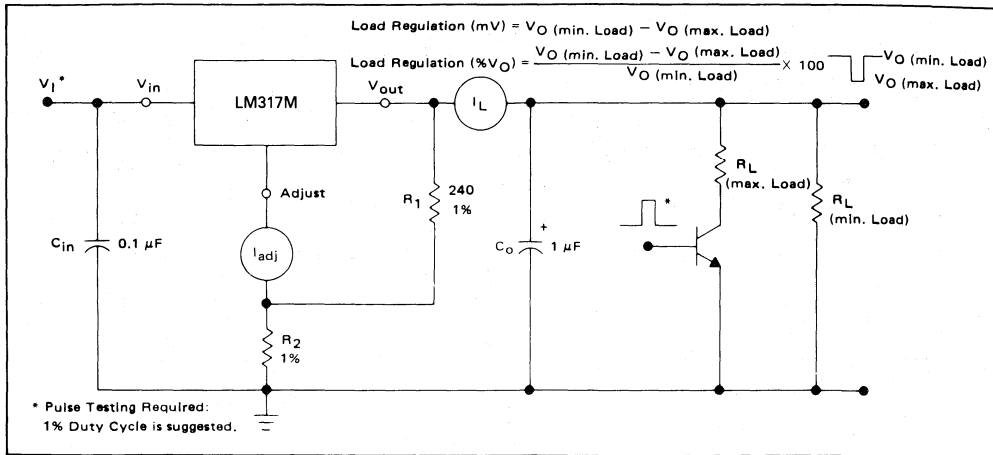 Load Regulation (mV) = VO (min. Load) - VO (max. Load)
Load Regulation (%VO) = VO (min. Load) - VO (max. Load) / VO (min. Load) X 100
VO (min. Load)
VO (max. Load)
VI*
Vin
LM317M
Vout
IL
Adjust
R1
240
1%
RL
(max. Load)
RL
(min. Load)
*
Cin
0.1 μF
Iadj
+
Co
1 μF
R2
1%
* Pulse Testing Required:
1% Duty Cycle is suggested.